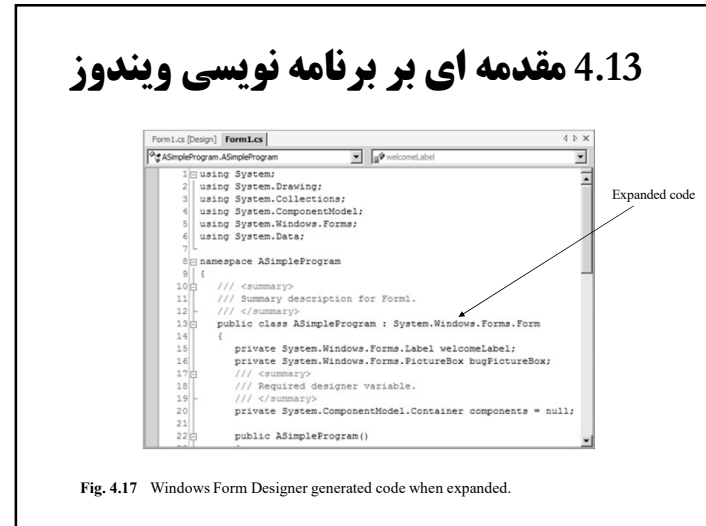 4.13 مقدمه ای بر برنامه نویسی ویندوز
Form1.cs [Design] Form1.cs
ASimpleProgram.ASimpleProgram welcomeLabel
1 using System;
2 using System.Drawing;
3 using System.Collections;
4 using System.ComponentModel;
5 using System.Windows.Forms;
6 using System.Data;
7
8 namespace ASimpleProgram
9 {
10 /// <summary>
11 /// Summary description for Form1.
12 /// </summary>
13 public class ASimpleProgram : System.Windows.Forms.Form
14 {
15 private System.Windows.Forms.Label welcomeLabel;
16 private System.Windows.Forms.PictureBox bugPictureBox;
17 /// <summary>
18 /// Required designer variable.
19 /// </summary>
20 private System.ComponentModel.Container components = null;
21
22 public ASimpleProgram()
Expanded code
Fig. 4.17 Windows Form Designer generated code when expanded.